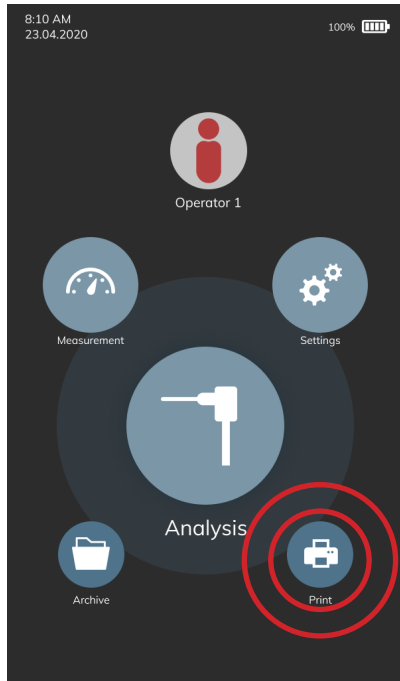 8:10 AM
23.04.2020
100%
Operator 1
Measurement
Settings
Analysis
Archive
Print